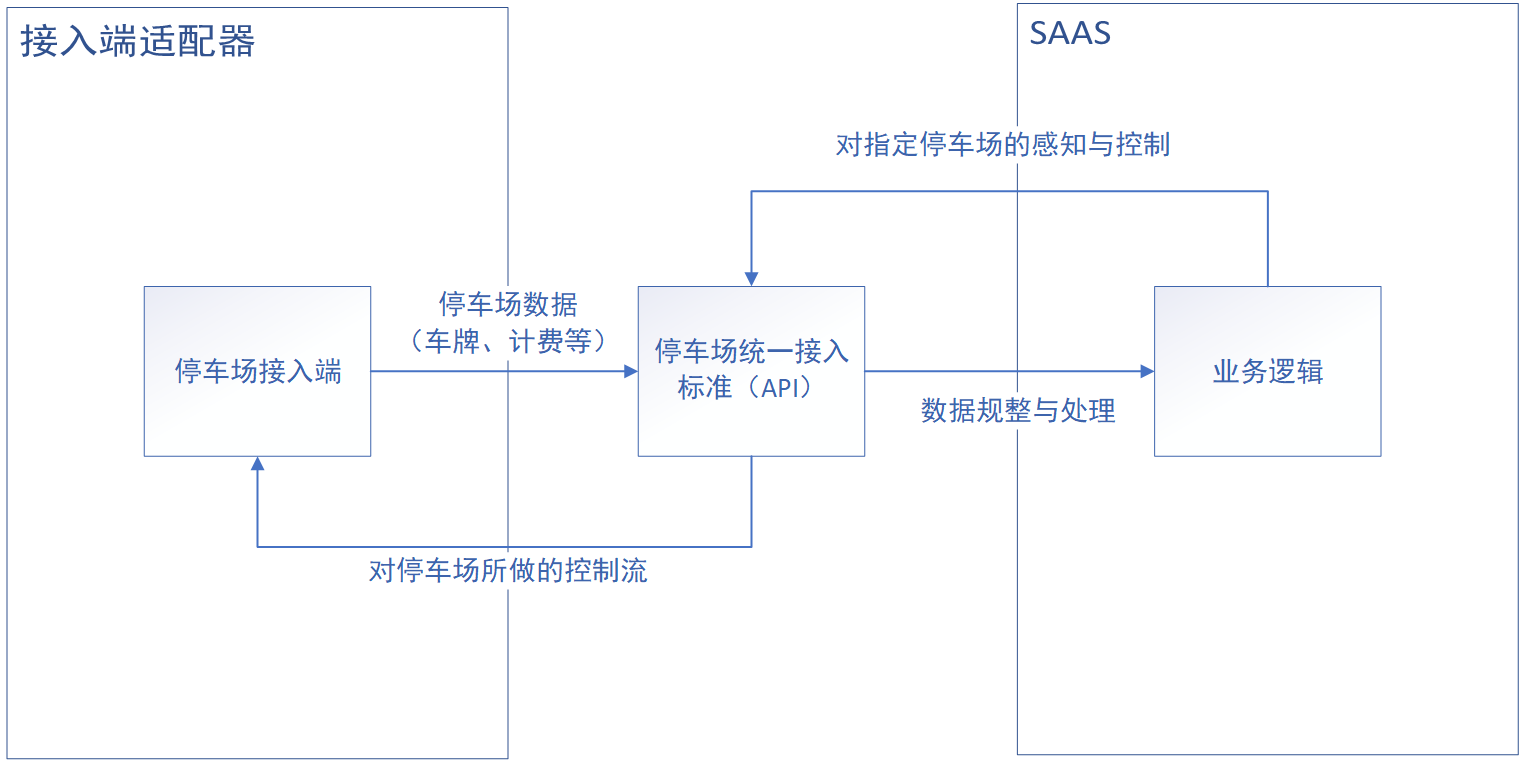 接入端适配器
SAAS
对指定停车场的感知与控制
停车场数据
（车牌、计费等）
停车场接入端
停车场统一接入
标准（API）
业务逻辑
数据规整与处理
对停车场所做的控制流